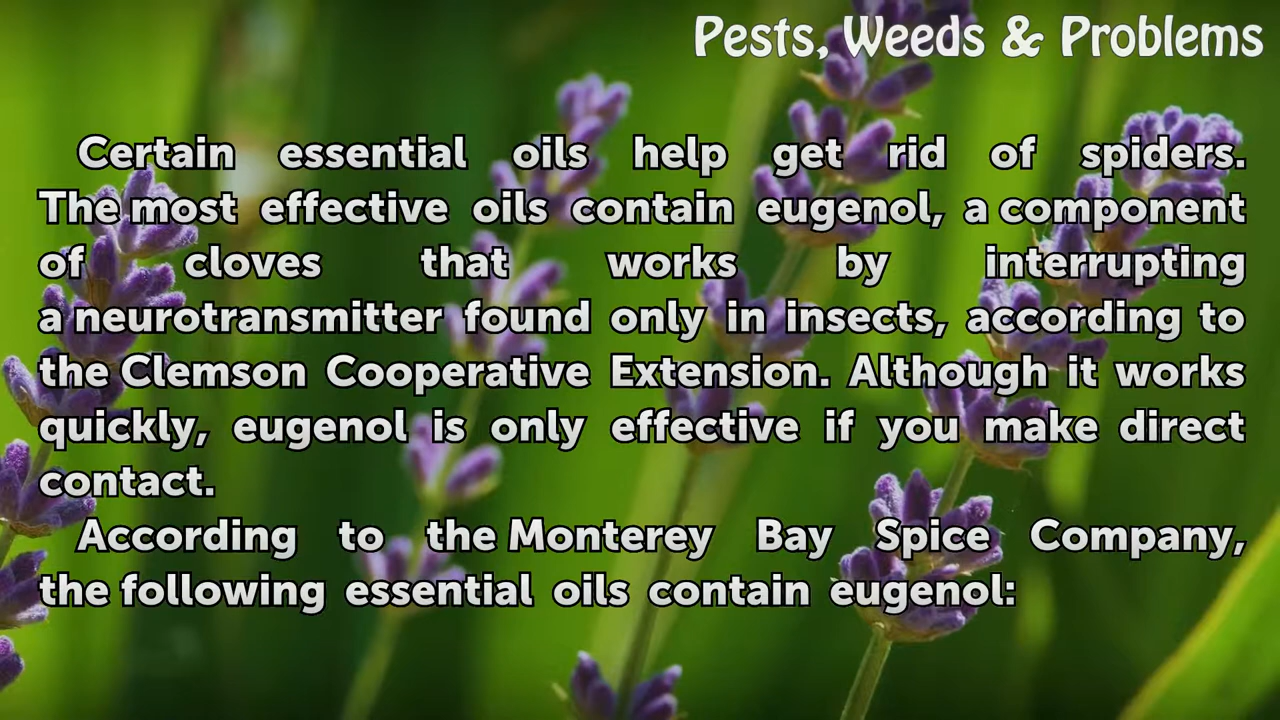 Pests, Weeds & Problems
Certain essential oils help get rid of spiders.
The most effective oils contain eugenol, a component
of cloves that works by interrupting
a neurotransmitter found only in insects, according to
the Clemson Cooperative Extension. Although it works
quickly, eugenol is only effective if you make direct
contact.
According to the Monterey Bay Spice Company,
the following essential oils contain eugenol: